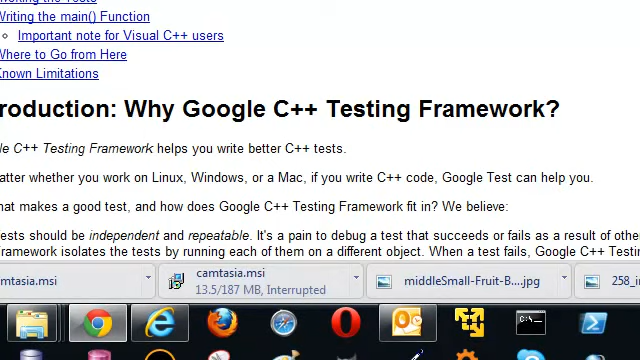 Writing the main() Function
Important note for Visual C++ users
Where to Go from Here
Known Limitations
roduction: Why Google C++ Testing Framework?
le C++ Testing Framework helps you write better C++ tests.
atter whether you work on Linux, Windows, or a Mac, if you write C++ code, Google Test can help you.
hat makes a good test, and how does Google C++ Testing Framework fit in? We believe:
ests should be independent and repeatable. It's a pain to debug a test that succeeds or fails as a result of othe
ramework isolates the tests by running each of them on a different object. When a test fails, Google C++ Testin
mtasia.msi
camtasia.msi
13.5/187 MB, Interrupted
middleSmall-Fruit-B....jpg
258_i
C:\_